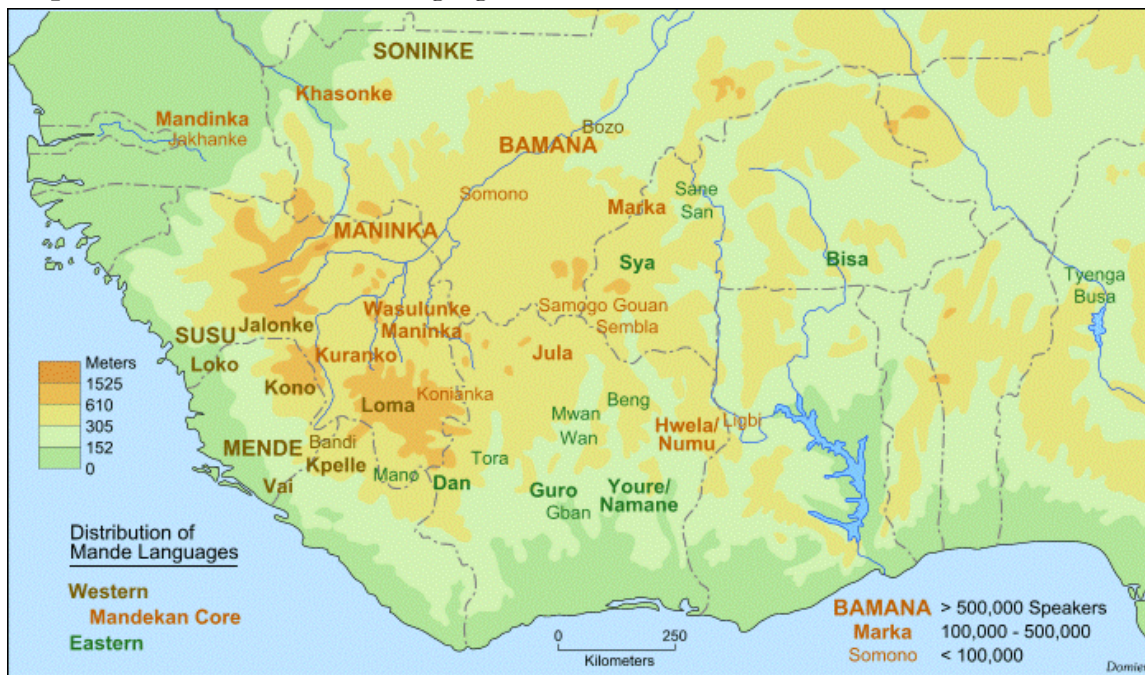 SONINKE
Khasonke
Mandinka
Jakhanke
Bozo
BAMANA
Somono
Sane
San
Marka
MANINKA
Sya
Bisa
Tyenga
Busa
Wasulunke
Maninka
Samogo Gouan
Sembla
Jalonke
SUSU
Loko
Kuranko
Jula
Kono
Loma
Konianka
Beng
Mwan
Wan
Hwela/
Numu
Ligbi
MENDE
Bandi
Kpelle
Mano
Tora
Dan
Vai
Guro
Gban
Youre/
Namane
Meters
1525
610
305
152
0
Distribution of
Mande Languages
Western
Mandekan Core
Eastern
0 250
Kilometers
BAMANA > 500,000 Speakers
Marka 100,000 - 500,000
Somono < 100,000